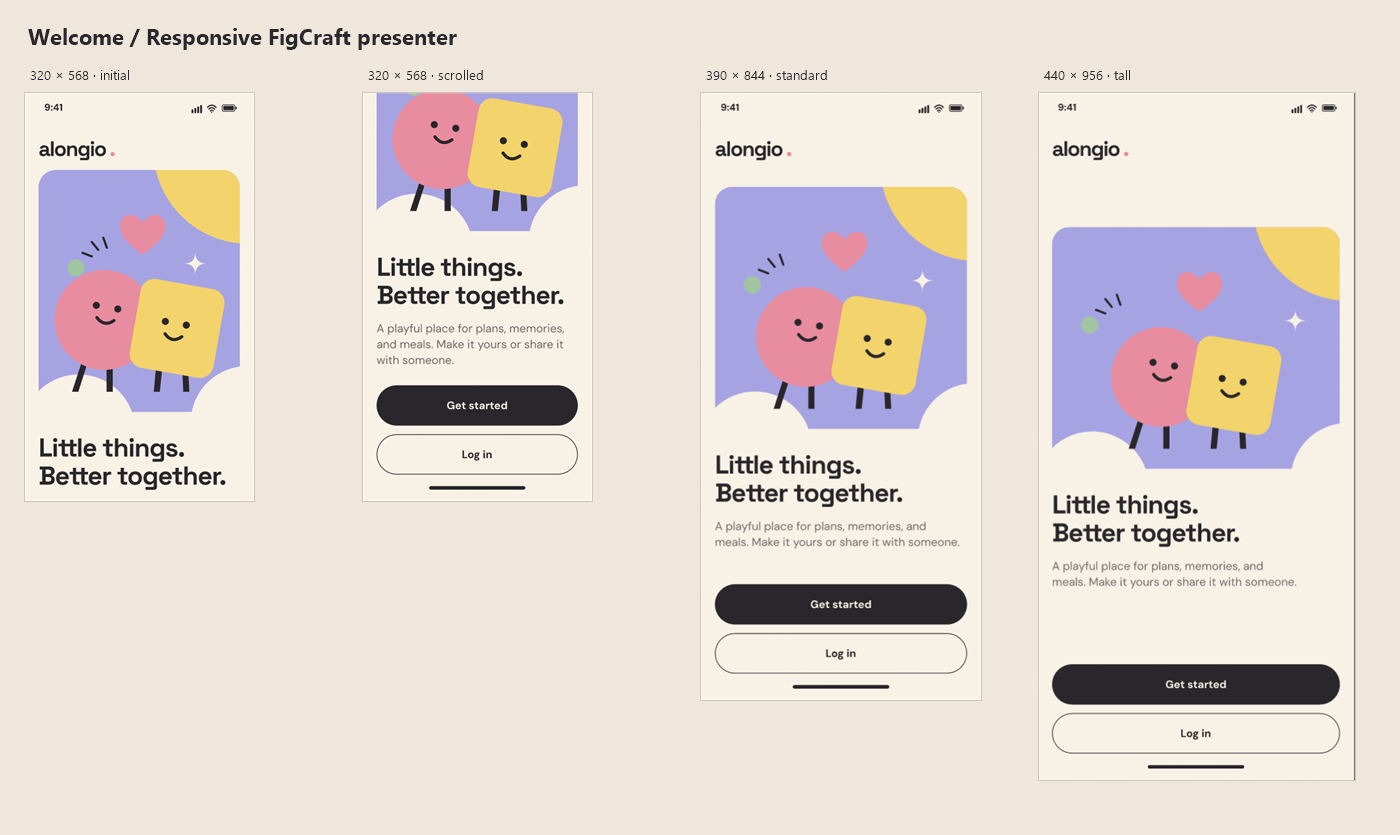 Welcome / Responsive FigCraft presenter
320 × 568 · initial
9:41
alongio.
Little things.
Better together.
320 × 568 · scrolled
Little things.
Better together.
A playful place for plans, memories,
and meals. Make it yours or share it
with someone.
Get started
Log in
390 × 844 · standard
9:41
alongio.
Little things.
Better together.
A playful place for plans, memories, and
meals. Make it yours or share it with someone.
Get started
Log in
440 × 956 · tall
9:41
alongio.
Little things.
Better together.
A playful place for plans, memories, and
meals. Make it yours or share it with someone.
Get started
Log in